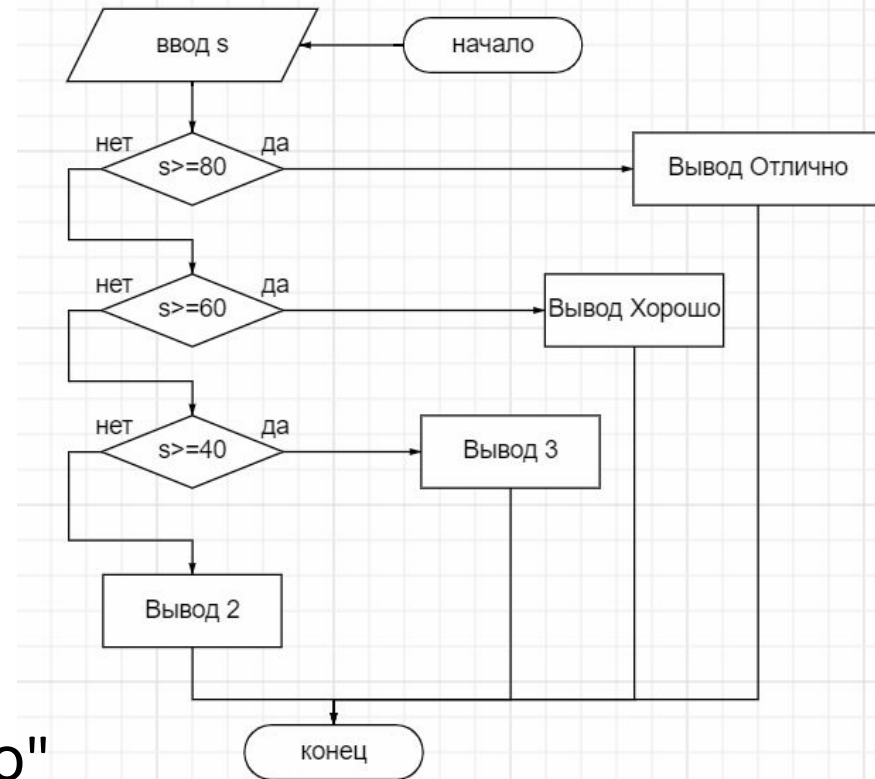 ввод s
начало
нет
да
s>=80
Вывод Отлично
нет
да
s>=60
Вывод Хорошо
нет
да
s>=40
Вывод 3
Вывод 2
конец
о"